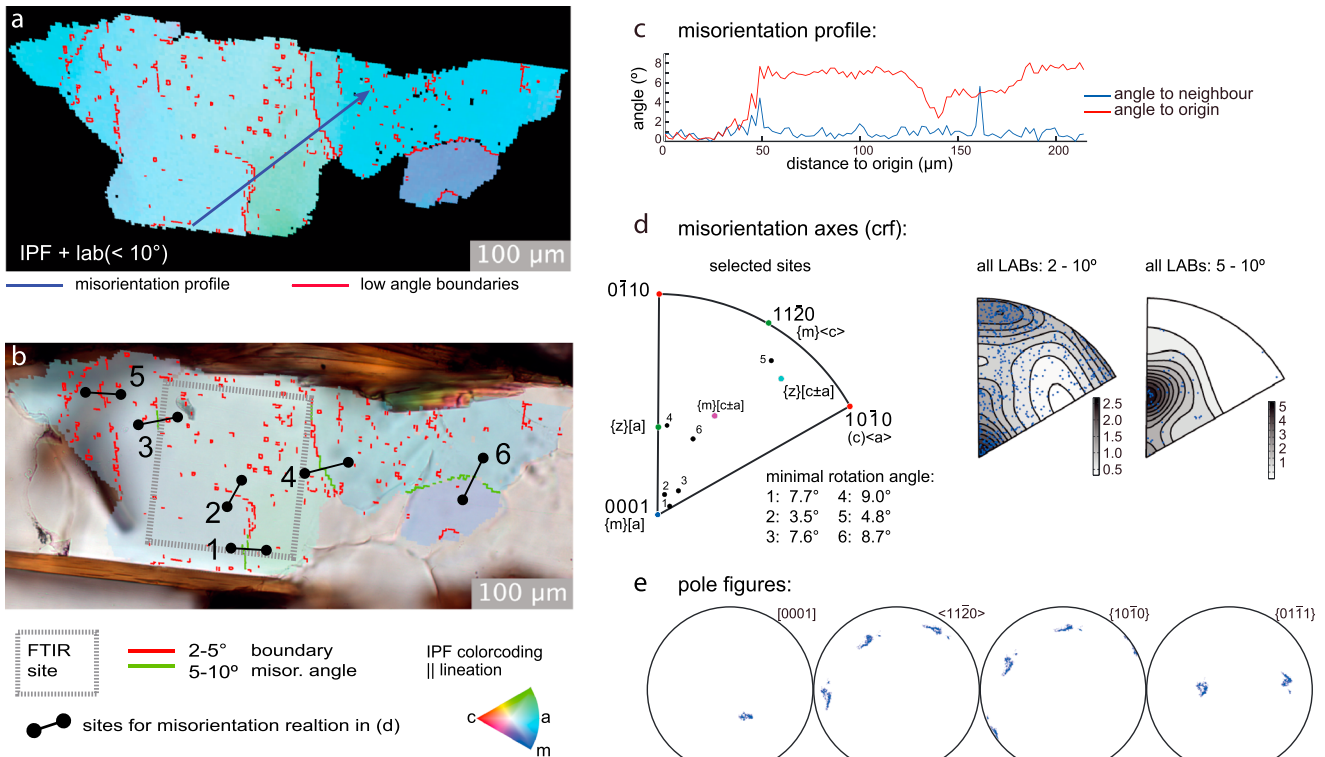 a
IPF + lab(< 10°)
100 µm
misorientation profile
low angle boundaries
b
5
3
2
1
4
6
100 µm
FTIR
site
2-5° boundary
5-10º misor. angle
sites for misorientation realtion in (d)
IPF colorcoding
|| lineation
c
a
m
c misorientation profile:
angle (º)
8
6
4
2
0
0 50 100 150 200
distance to origin (µm)
angle to neighbour
angle to origin
d misorientation axes (crf):
selected sites
all LABs: 2 - 10º
all LABs: 5 - 10º
01̄10
112̄0
{m}<c>
5
{z}[c±a]
{m}[c±a]
101̄0
(c)<a>
{z}[a]
4
6
2
3
1
0001
{m}[a]
minimal rotation angle:
1: 7.7° 4: 9.0°
2: 3.5° 5: 4.8°
3: 7.6° 6: 8.7°
2.5
2.0
1.5
1.0
0.5
5
4
3
2
1
e pole figures:
[0001]
<112̄0>
{101̄0}
{011̄1}